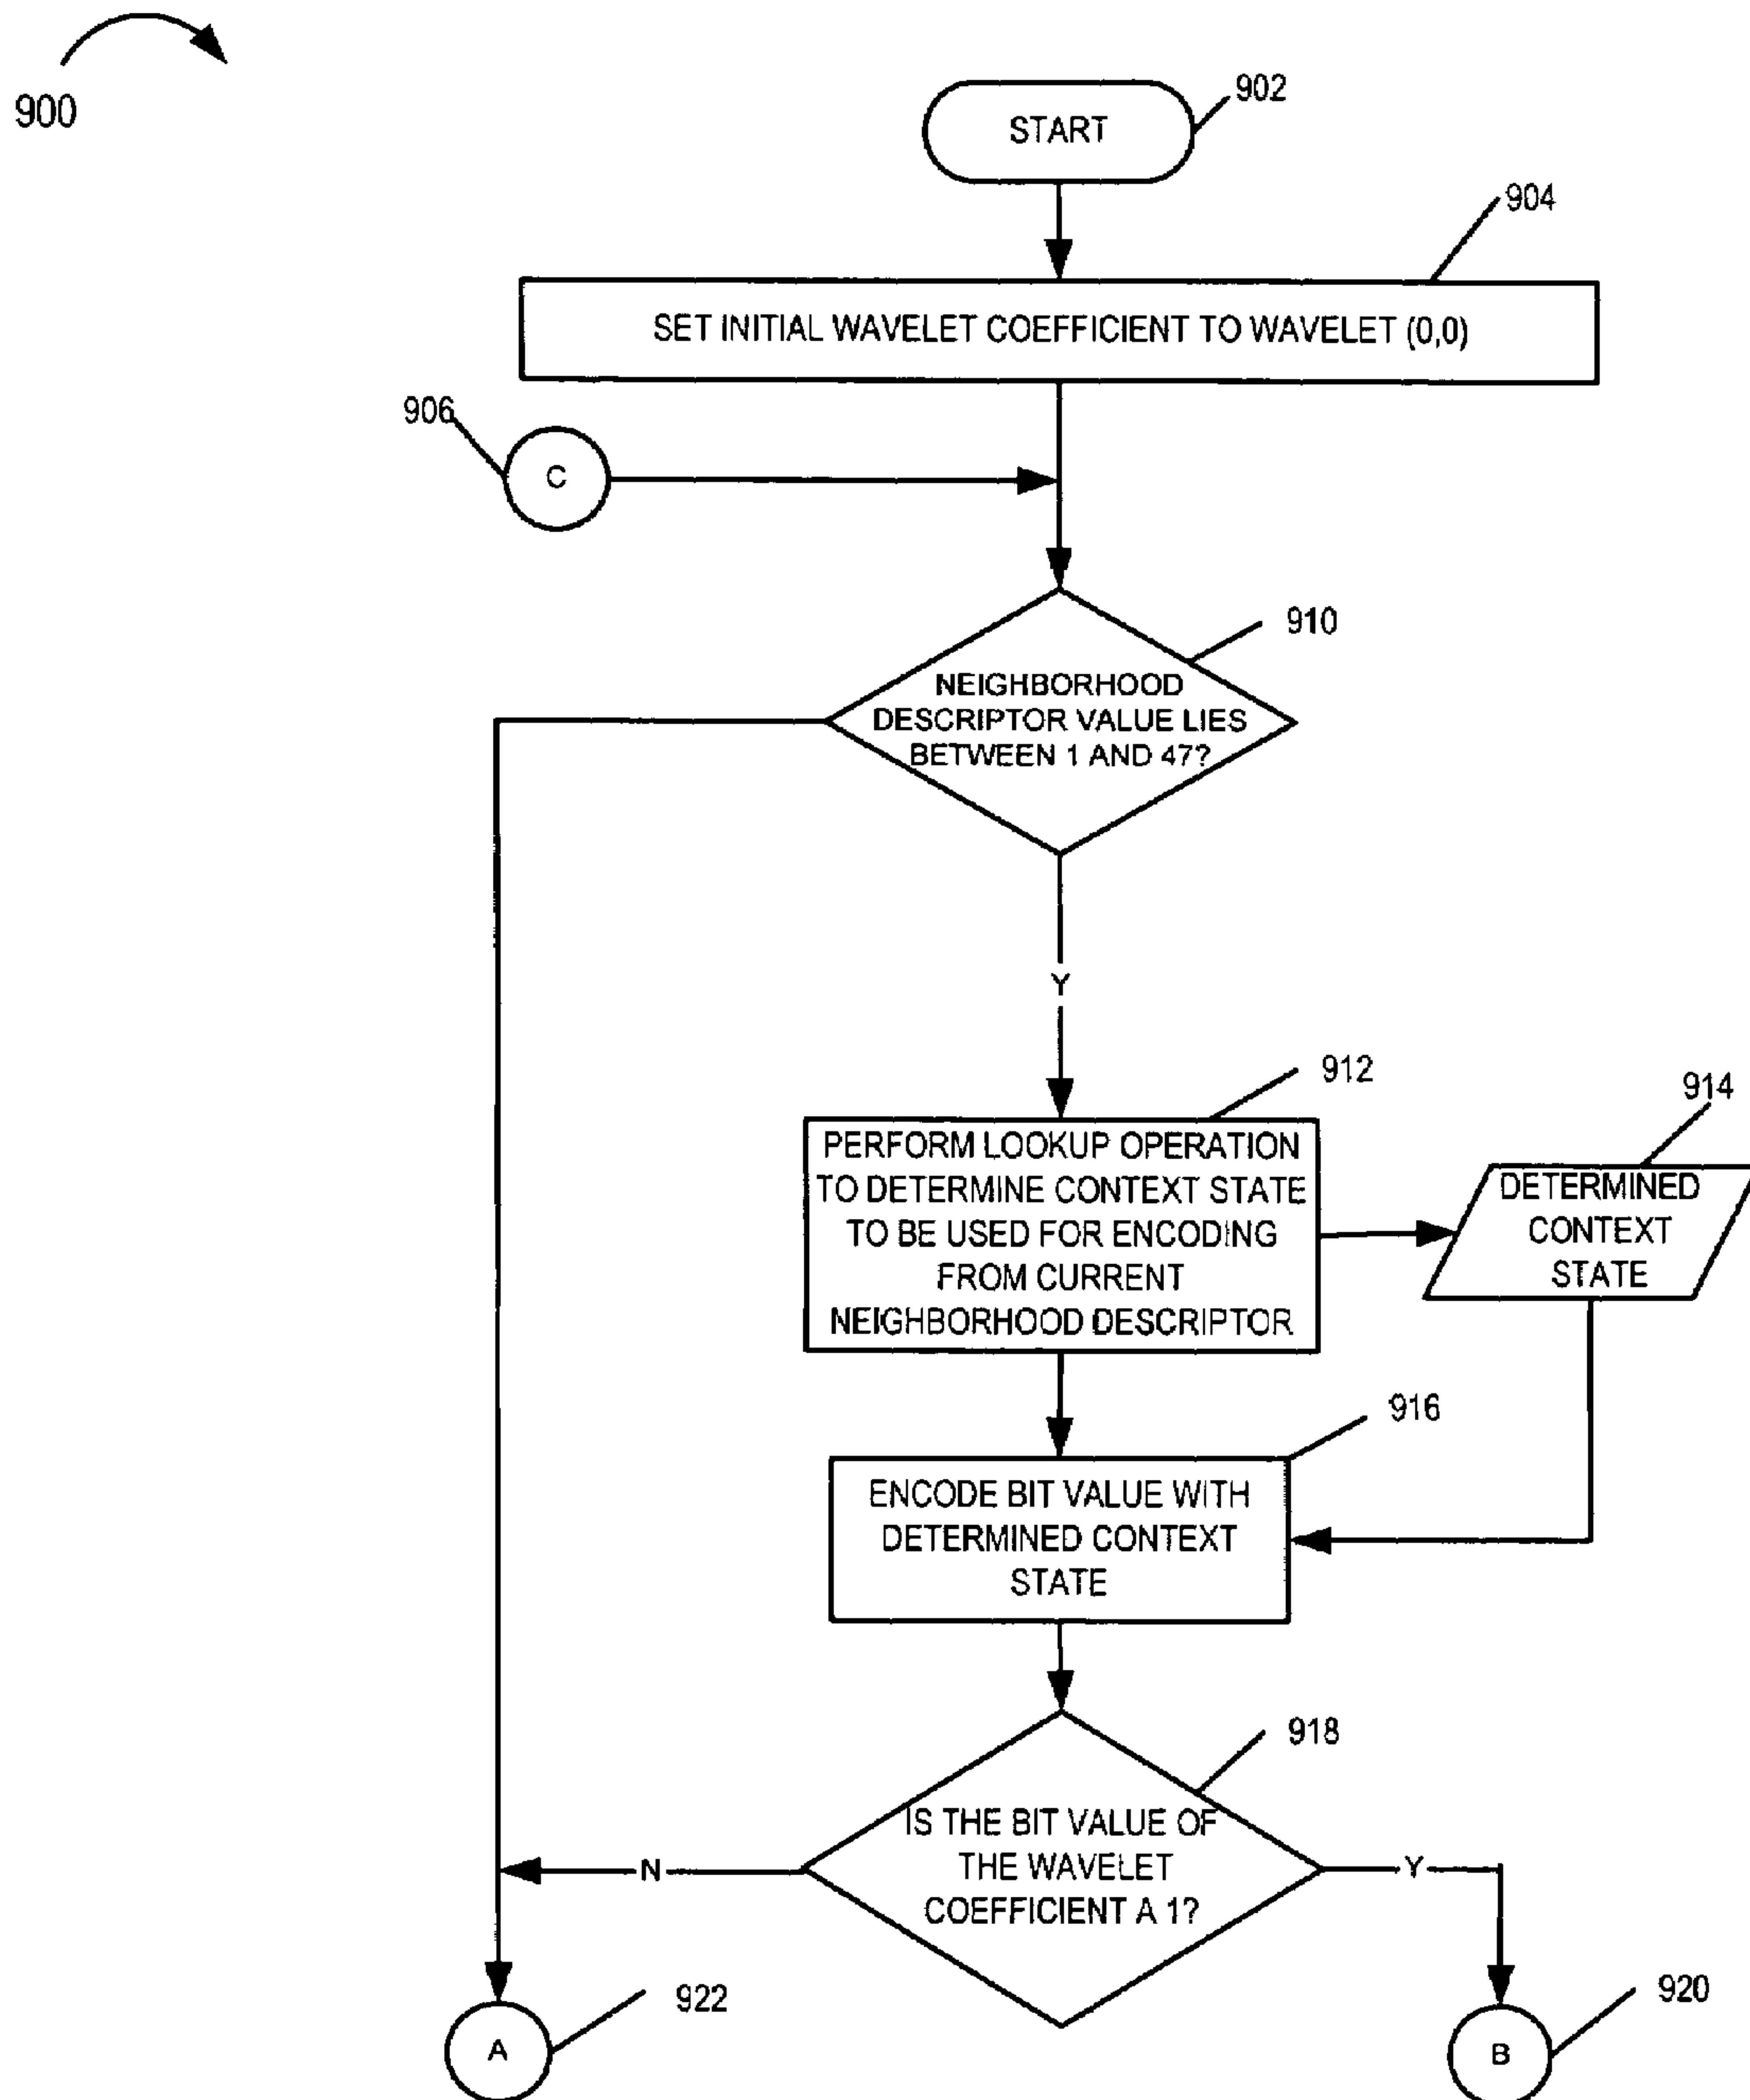 900
902
START
904
SET INITIAL WAVELET COEFFICIENT TO WAVELET (0,0)
906
C
910
NEIGHBORHOOD
DESCRIPTOR VALUE LIES
BETWEEN 1 AND 47?
Y
912
914
PERFORM LOOKUP OPERATION
TO DETERMINE CONTEXT STATE
TO BE USED FOR ENCODING
FROM CURRENT
NEIGHBORHOOD DESCRIPTOR
DETERMINED
CONTEXT
STATE
916
ENCODE BIT VALUE WITH
DETERMINED CONTEXT
STATE
918
IS THE BIT VALUE OF
THE WAVELET
COEFFICIENT A 1?
N
Y
922
920
A
B